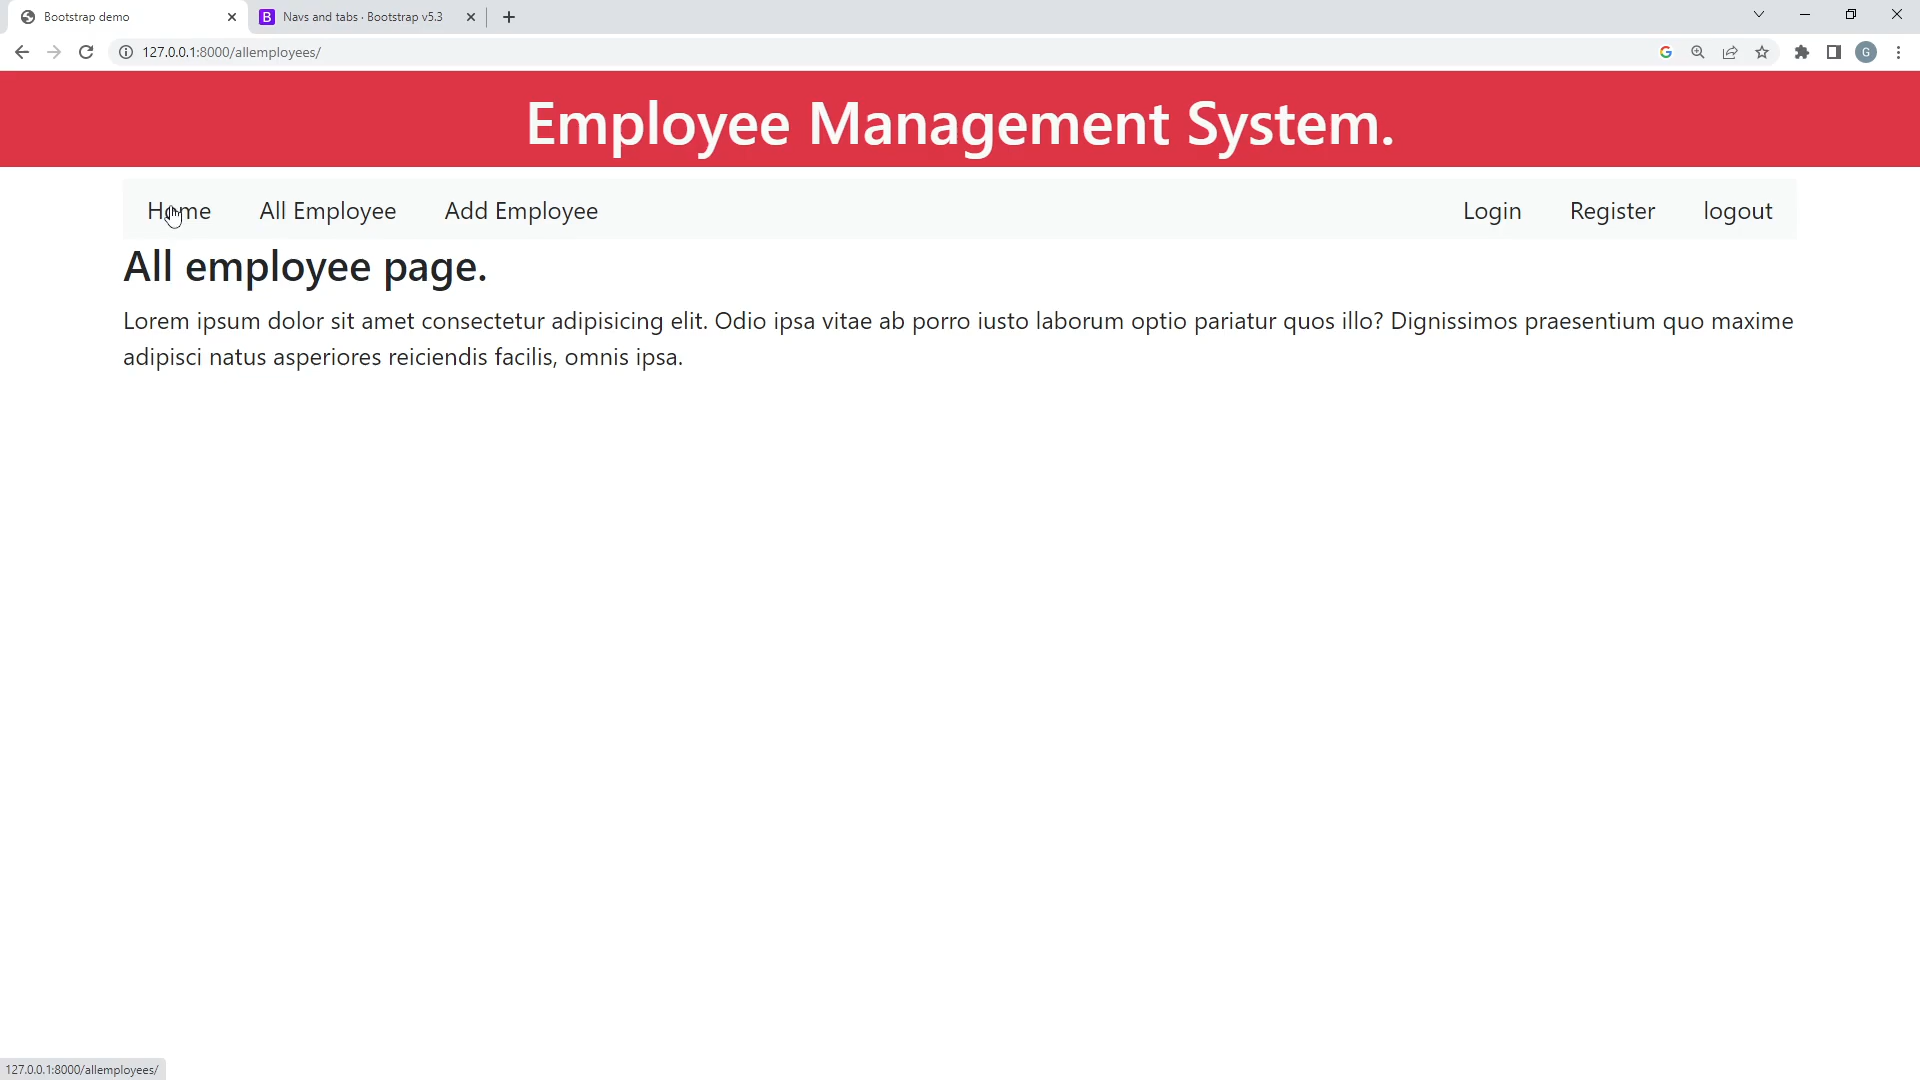 Bootstrap demo
Navs and tabs · Bootstrap v5.3
127.0.0.1:8000/allemployees/
G
Employee Management System.
Home All Employee Add Employee Login Register logout
All employee page.
Lorem ipsum dolor sit amet consectetur adipisicing elit. Odio ipsa vitae ab porro iusto laborum optio pariatur quos illo? Dignissimos praesentium quo maxime
adipisci natus asperiores reiciendis facilis, omnis ipsa.
127.0.0.1:8000/allemployees/